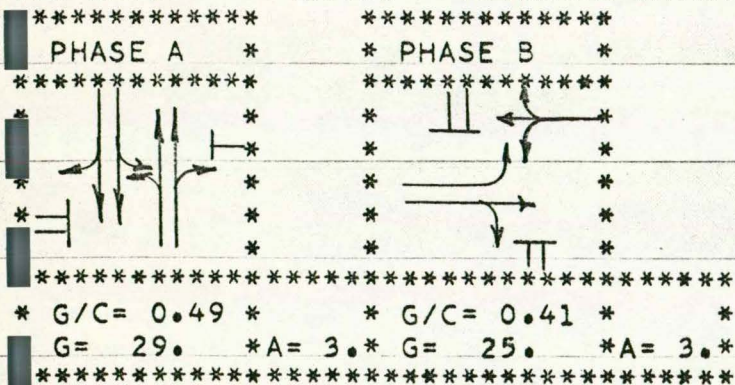 PHASE A * * PHASE B *
* G/C= 0.49 * * G/C= 0.41 * *
G= 29. *A= 3.* G= 25. *A= 3.*